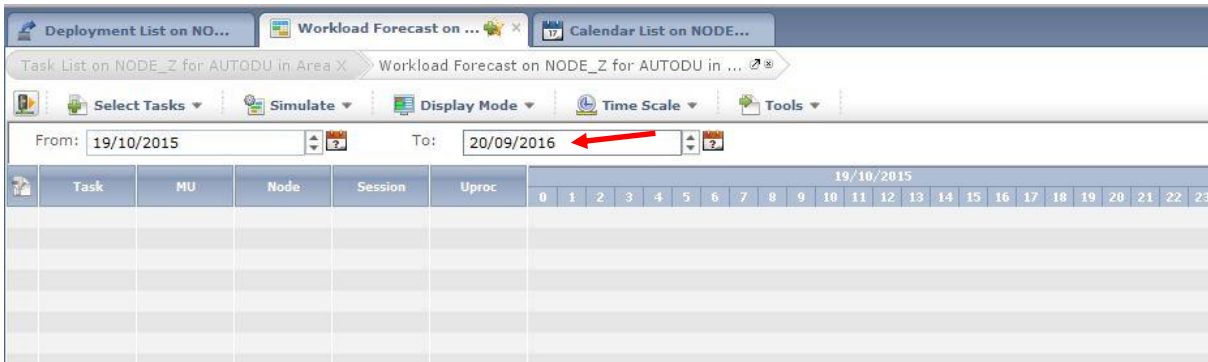 Deployment List on NO... Workload Forecast on ... Calendar List on NODE...
Task List on NODE_Z for AUTODU in Area X Workload Forecast on NODE_Z for AUTODU in ...
Select Tasks Simulate Display Mode Time Scale Tools
From: 19/10/2015 To: 20/09/2016
19/10/2015
Task MU Node Session Uproc
0 1 2 3 4 5 6 7 8 9 10 11 12 13 14 15 16 17 18 19 20 21 22 23